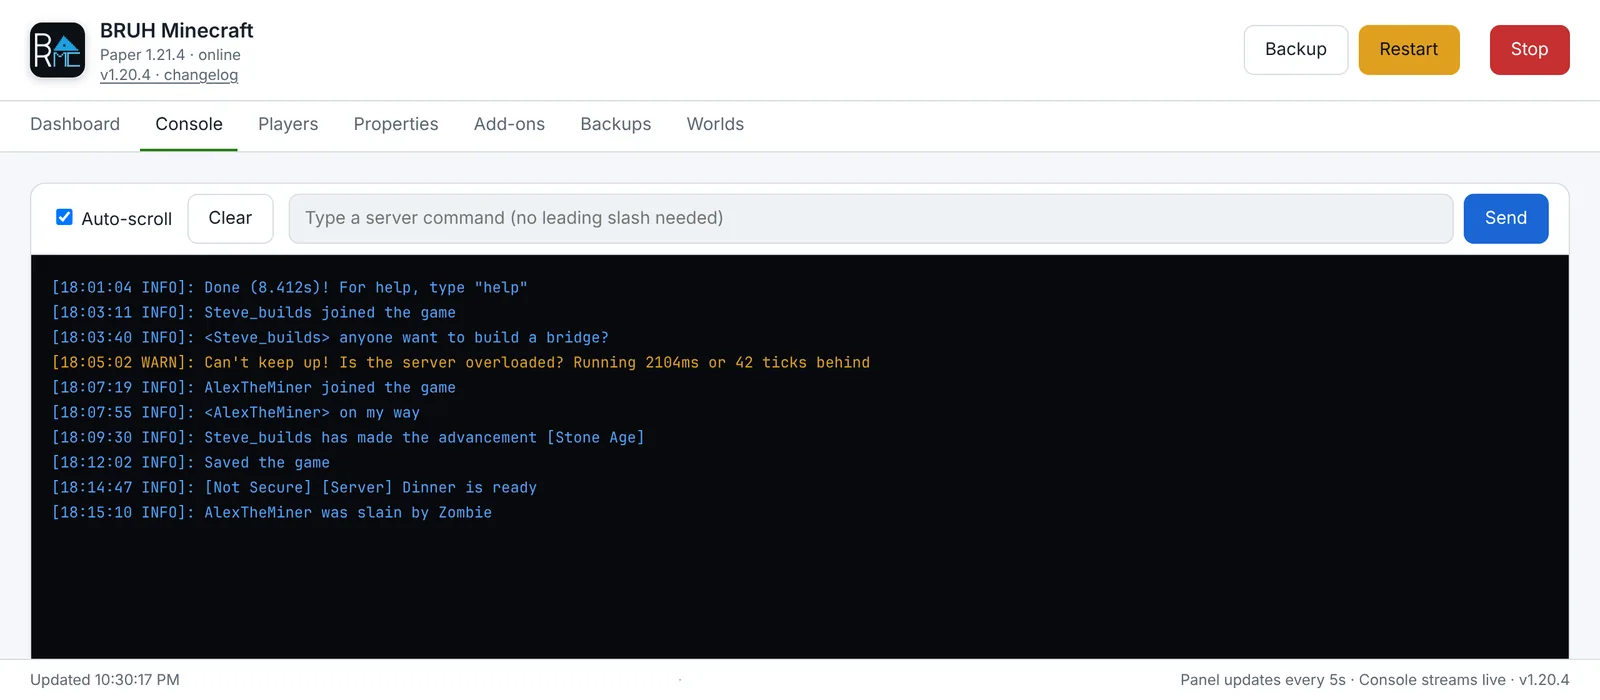 BRMC
BRUH Minecraft
Paper 1.21.4 · online
v1.20.4 · changelog
Backup
Restart
Stop
Dashboard
Console
Players
Properties
Add-ons
Backups
Worlds
Auto-scroll
Clear
Type a server command (no leading slash needed)
Send
[18:01:04 INFO]: Done (8.412s)! For help, type "help"
[18:03:11 INFO]: Steve_builds joined the game
[18:03:40 INFO]: <Steve_builds> anyone want to build a bridge?
[18:05:02 WARN]: Can't keep up! Is the server overloaded? Running 2104ms or 42 ticks behind
[18:07:19 INFO]: AlexTheMiner joined the game
[18:07:55 INFO]: <AlexTheMiner> on my way
[18:09:30 INFO]: Steve_builds has made the advancement [Stone Age]
[18:12:02 INFO]: Saved the game
[18:14:47 INFO]: [Not Secure] [Server] Dinner is ready
[18:15:10 INFO]: AlexTheMiner was slain by Zombie
Updated 10:30:17 PM
·
Panel updates every 5s · Console streams live · v1.20.4